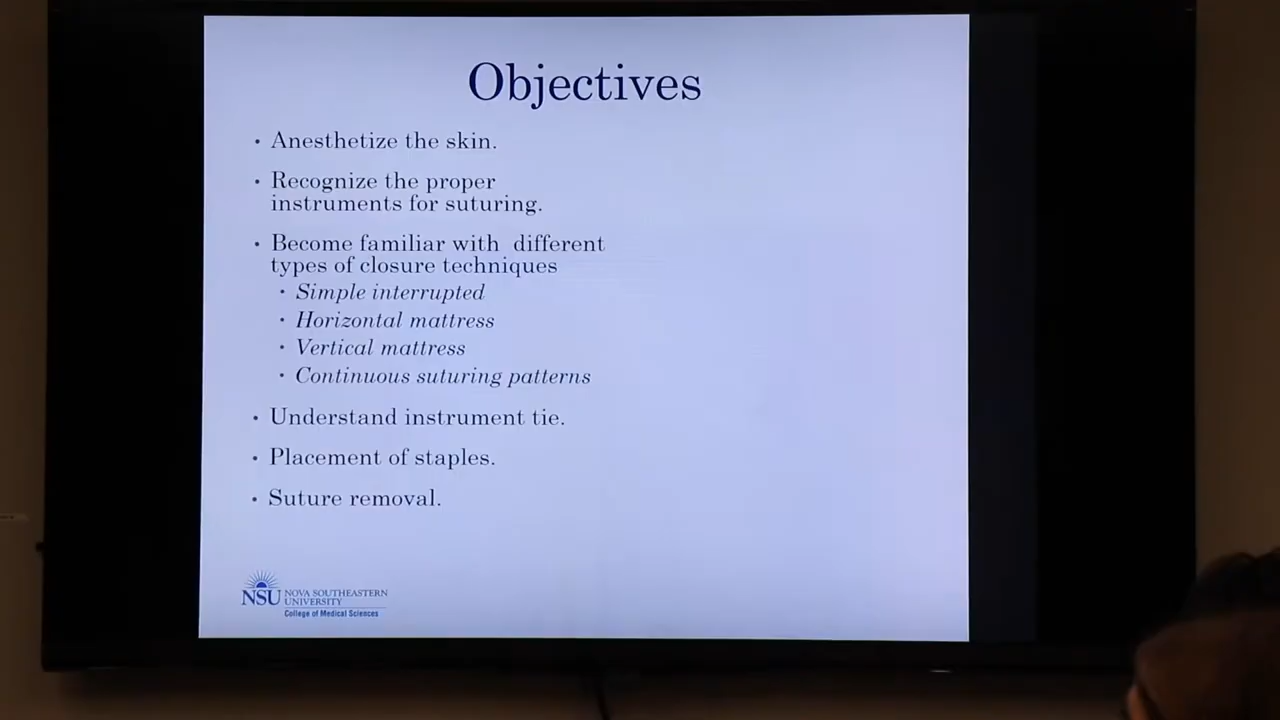 Objectives
• Anesthetize the skin.
• Recognize the proper
instruments for suturing.
• Become familiar with  different
types of closure techniques
• Simple interrupted
• Horizontal mattress
• Vertical mattress
• Continuous suturing patterns
• Understand instrument tie.
• Placement of staples.
• Suture removal.
NSU NOVA SOUTHEASTERN
UNIVERSITY
College of Medical Sciences